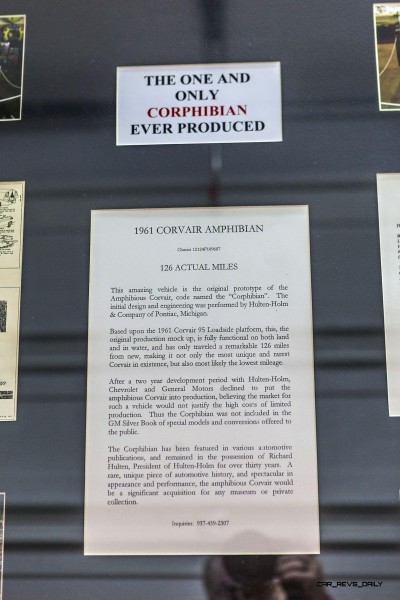 THE ONE AND
ONLY
CORPHIBIAN
EVER PRODUCED
1961 CORVAIR AMPHIBIAN
126 ACTUAL MILES
This amazing vehicle is the original prototype of the
Amphibious Corvair, code named the "Corphibian". The
initial design and engineering was performed by Hulten-Holm
& Company of Pontiac, Michigan.
Based upon the 1961 Corvair 95 Loadside platform, this, the
original production mock up, is fully functional on both land
and in water, and has only traveled a remarkable 126 miles
from new, making it not only the most unique and rarest
Corvair in existence, but also most likely the lowest mileage.
After a two year development period with Hulten-Holm,
Chevrolet and General Motors declined to put the
amphibious Corvair into production, believing the market for
such a vehicle would not justify the high costs of limited
production. Thus the Corphibian was not included in the
GM Silver Book of special models and conversions offered to
the public.
The Corphibian has been featured in various automotive
publications, and remained in the possession of Richard
Hulten, President of Hulten-Holm for over thirty years. A
rare, unique piece of automotive history, and spectacular in
appearance and performance, the amphibious Corvair would
be a significant acquisition for any museum or private
collection.
Inquiries: 937-459-2307
CAR_REVS_DAILY